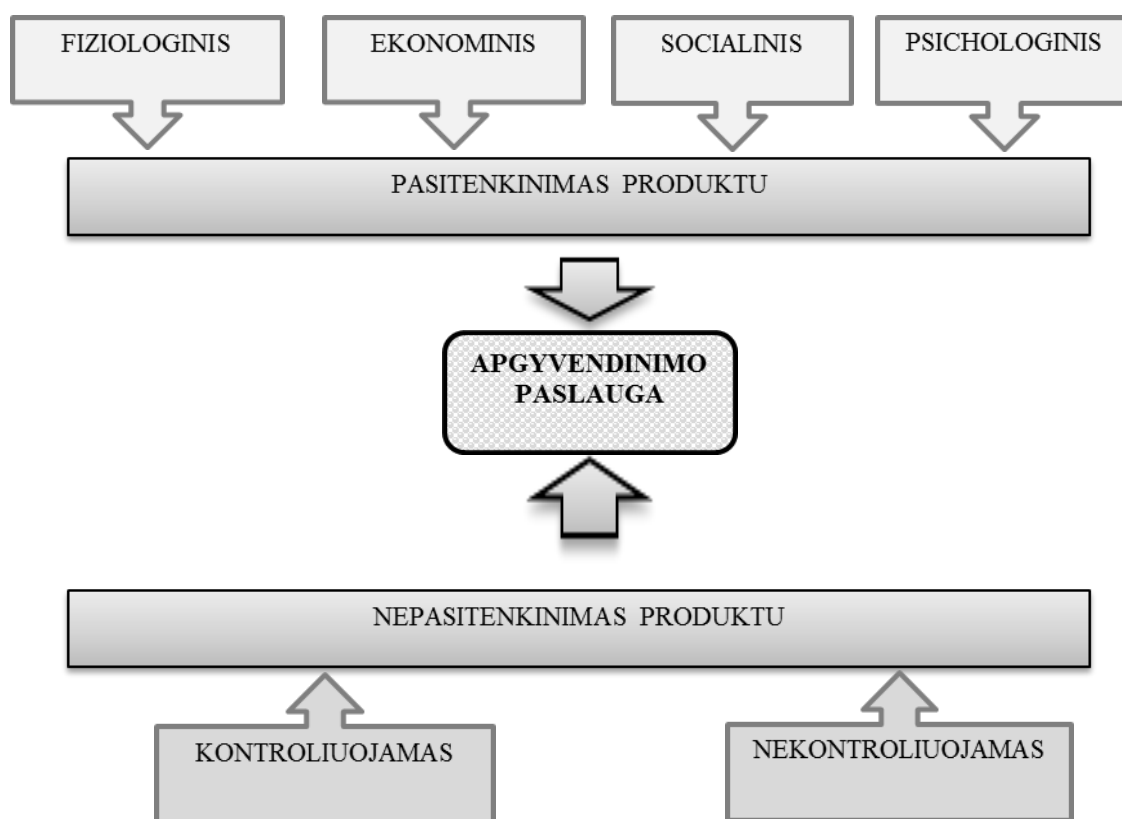 FIZIOLOGINIS
EKONOMINIS
SOCIALINIS
PSICHOLOGINIS
PASITENKINIMAS PRODUKTU
APGYVENDINIMO
PASLAUGA
NEPASITENKINIMAS PRODUKTU
KONTROLIUOJAMAS
NEKONTROLIUOJAMAS